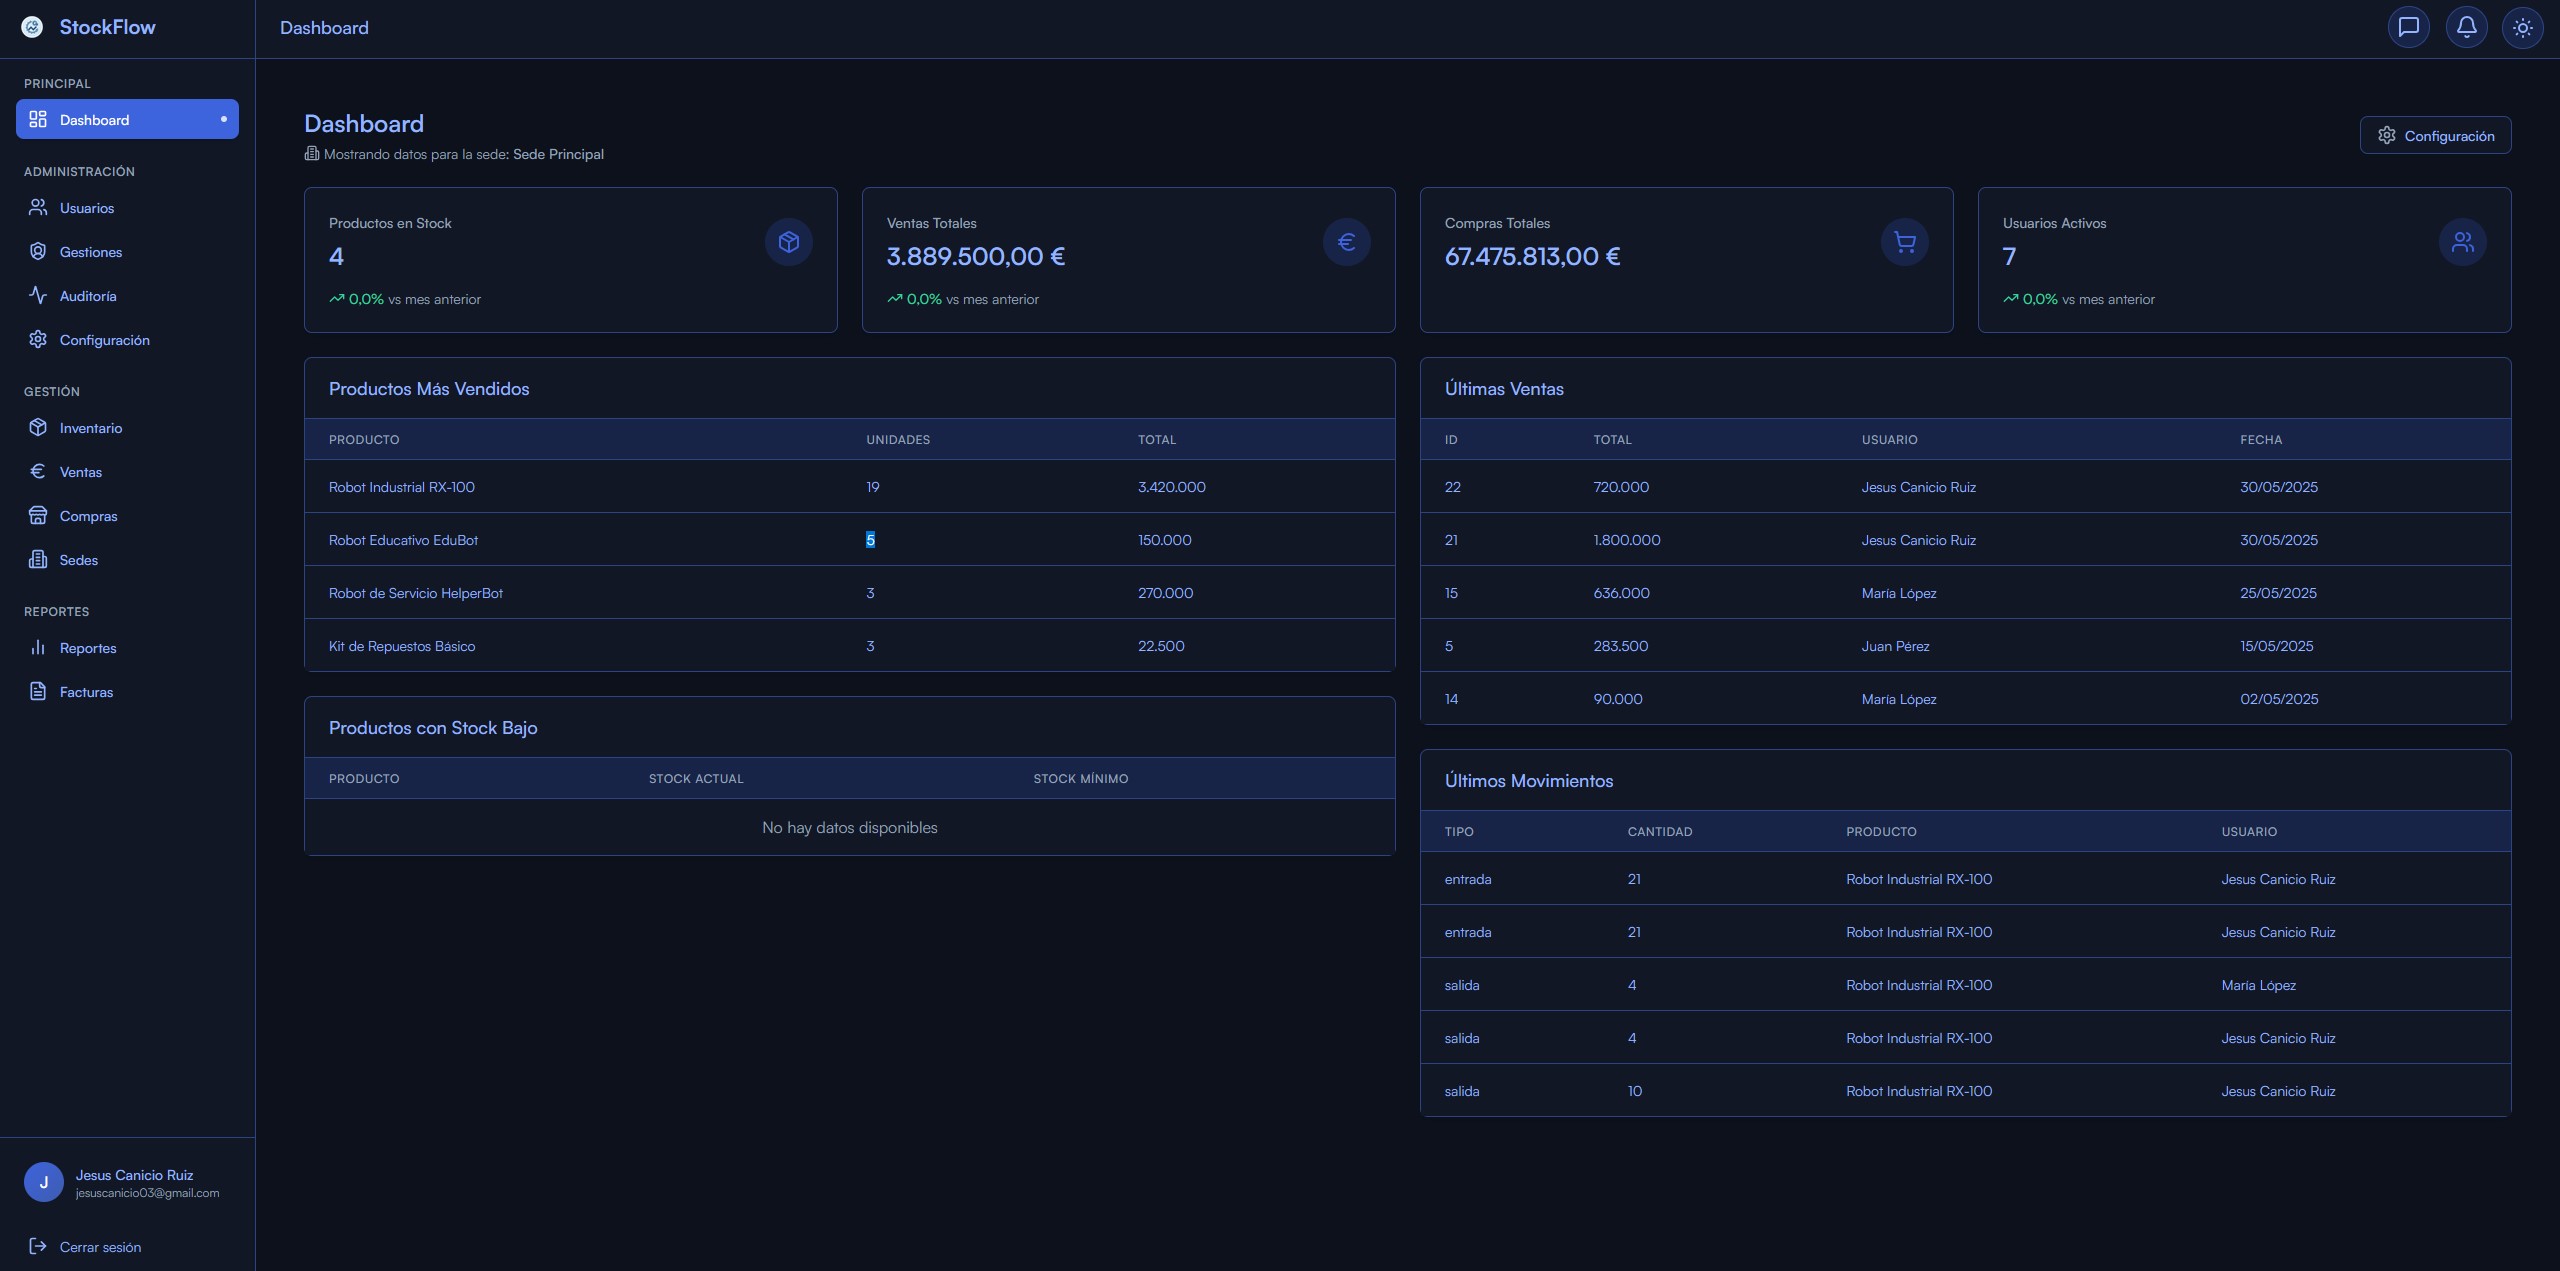 StockFlow
PRINCIPAL
Dashboard
ADMINISTRACIÓN
Usuarios
Gestiones
Auditoría
Configuración
GESTIÓN
Inventario
Ventas
Compras
Sedes
REPORTES
Reportes
Facturas
J
Jesus Canicio Ruiz
jesuscanicio03@gmail.com
Cerrar sesión
Dashboard
Dashboard
Mostrando datos para la sede: Sede Principal
Configuración
Productos en Stock
4
0,0% vs mes anterior
Ventas Totales
3.889.500,00 €
0,0% vs mes anterior
Compras Totales
67.475.813,00 €
Usuarios Activos
7
0,0% vs mes anterior
Productos Más Vendidos
PRODUCTO UNIDADES TOTAL
Robot Industrial RX-100 19 3.420.000
Robot Educativo EduBot 5 150.000
Robot de Servicio HelperBot 3 270.000
Kit de Repuestos Básico 3 22.500
Productos con Stock Bajo
PRODUCTO STOCK ACTUAL STOCK MÍNIMO
No hay datos disponibles
Últimas Ventas
ID TOTAL USUARIO FECHA
22 720.000 Jesus Canicio Ruiz 30/05/2025
21 1.800.000 Jesus Canicio Ruiz 30/05/2025
15 636.000 María López 25/05/2025
5 283.500 Juan Pérez 15/05/2025
14 90.000 María López 02/05/2025
Últimos Movimientos
TIPO CANTIDAD PRODUCTO USUARIO
entrada 21 Robot Industrial RX-100 Jesus Canicio Ruiz
entrada 21 Robot Industrial RX-100 Jesus Canicio Ruiz
salida 4 Robot Industrial RX-100 María López
salida 4 Robot Industrial RX-100 Jesus Canicio Ruiz
salida 10 Robot Industrial RX-100 Jesus Canicio Ruiz